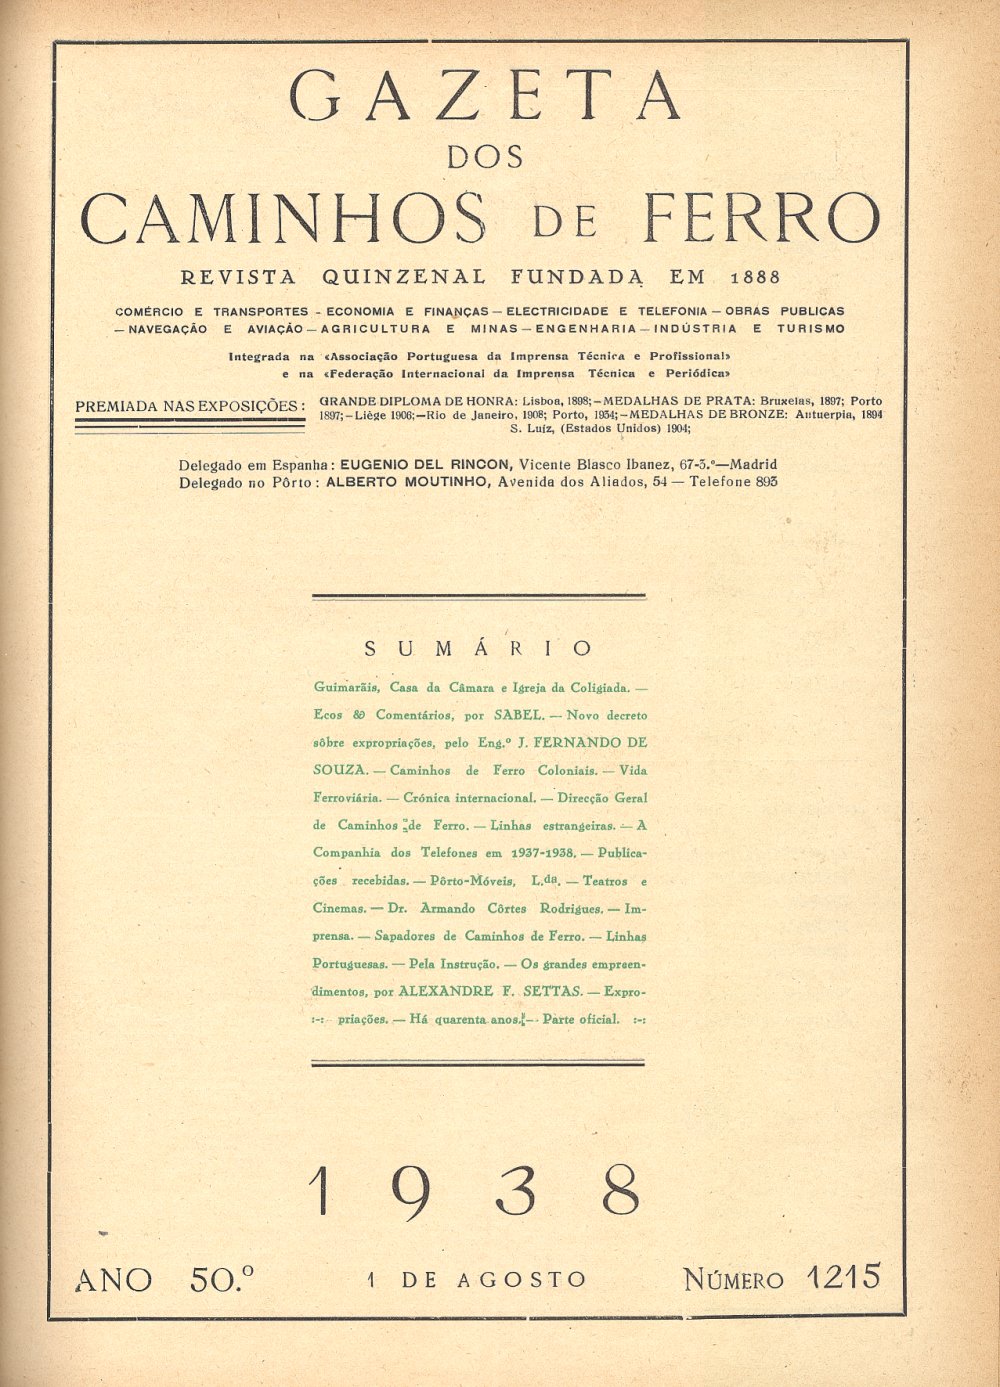 GAZETA
DOS
CAMINHOS DE FERRO
REVISTA QUINZENAL FUNDADA EM 1888
COMÉRCIO E TRANSPORTES - ECONOMIA E FINANÇAS — ELECTRICIDADE E TELEFONIA — OBRAS PUBLICAS
— NAVEGAÇÃO E AVIAÇÃO — AGRICULTURA E MINAS — ENGENHARIA — INDÚSTRIA E TURISMO
Integrada na «Associação Portuguesa da Imprensa Técnica e Profissional»
e na «Federação Internacional da Imprensa Técnica e Periódica»
PREMIADA NAS EXPOSIÇÕES:
GRANDE DIPLOMA DE HONRA: Lisboa, 1898;—MEDALHAS DE PRATA: Bruxelas, 1897; Porto
1897;—Liège 1906;—Rio de Janeiro, 1908; Porto, 1934;—MEDALHAS DE BRONZE: Antuerpia, 1894
S. Luiz, (Estados Unidos) 1904;
Delegado em Espanha: EUGENIO DEL RINCON, Vicente Blasco Ibanez, 67-3.º—Madrid
Delegado no Pôrto: ALBERTO MOUTINHO, Avenida dos Aliados, 54 — Telefone 893
SUMÁRIO
Guimarãis, Casa da Câmara e Igreja da Coligiada. —
Ecos & Comentários, por SABEL. — Novo decreto
sôbre expropriações, pelo Eng.º J. FERNANDO DE
SOUZA. — Caminhos de Ferro Coloniais. — Vida
Ferroviária. — Crónica internacional. — Direcção Geral
de Caminhos de Ferro. — Linhas estrangeiras. — A
Companhia dos Telefones em 1937-1938. — Publica-
ções recebidas. — Pôrto-Móveis, L.da. — Teatros e
Cinemas. — Dr. Armando Côrtes Rodrigues. — Im-
prensa. — Sapadores de Caminhos de Ferro. — Linhas
Portuguesas. — Pela Instrução. — Os grandes empreen-
dimentos, por ALEXANDRE F. SETTAS. — Expro-
:-: priações. — Há quarenta anos. — Parte oficial. :-:
1938
ANO 50.º 1 DE AGOSTO NÚMERO 1215